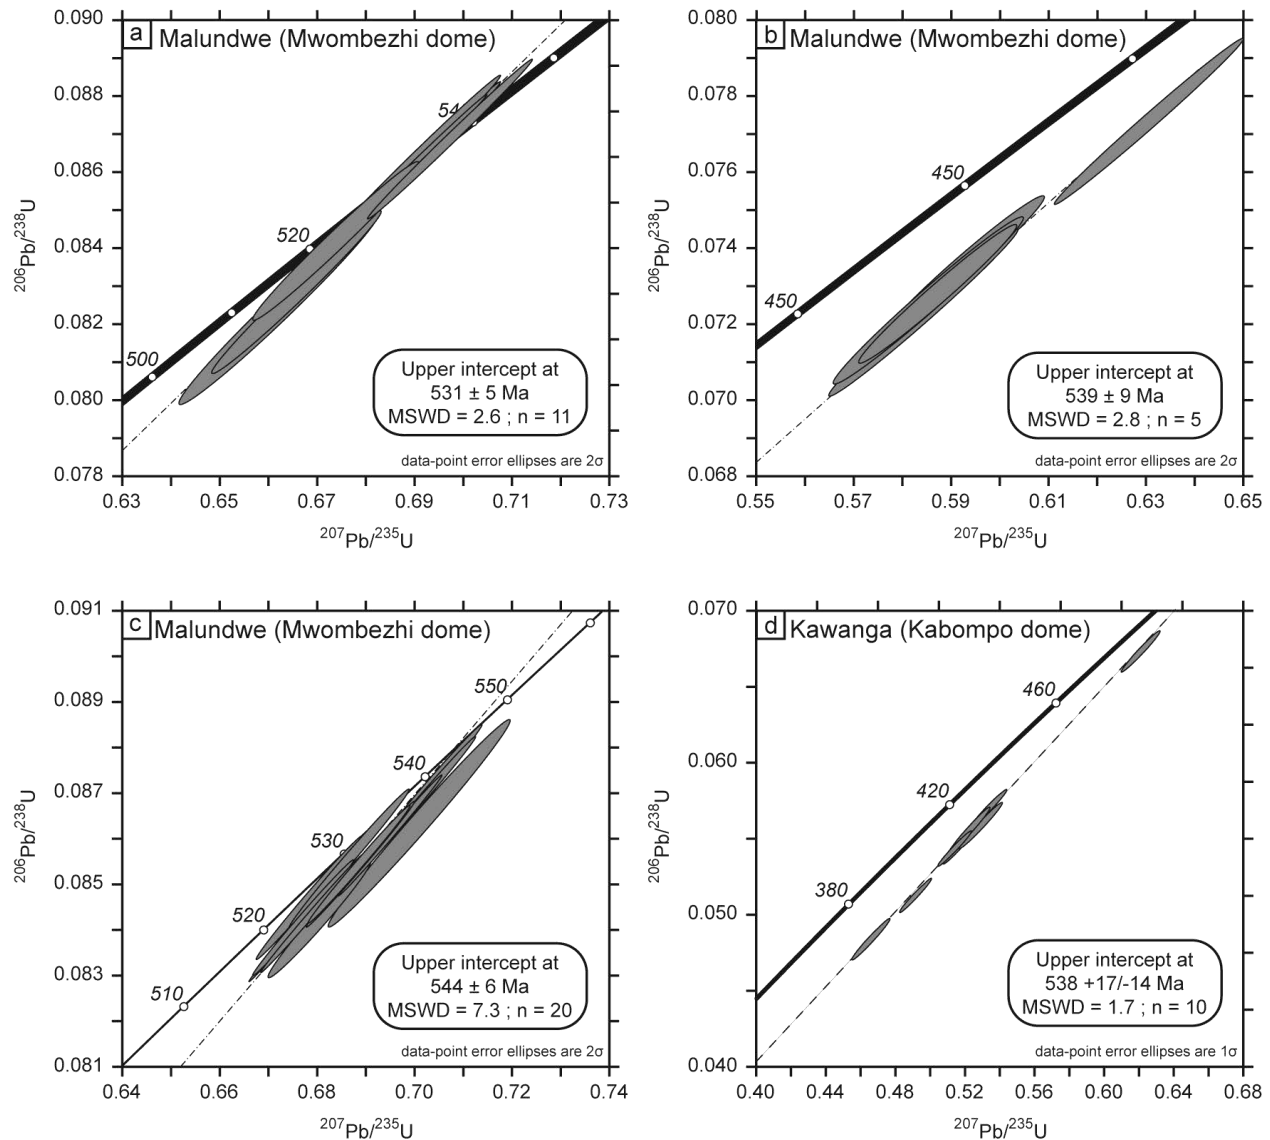 a Malundwe (Mwombezhi dome)
0.090
0.088
0.086
0.084
0.082
0.080
0.078
²⁰⁶Pb/²³⁸U
54
520
500
Upper intercept at
531 ± 5 Ma
MSWD = 2.6 ; n = 11
data-point error ellipses are 2σ
0.63 0.65 0.67 0.69 0.71 0.73
²⁰⁷Pb/²³⁵U
b Malundwe (Mwombezhi dome)
0.080
0.078
0.076
0.074
0.072
0.070
0.068
²⁰⁶Pb/²³⁸U
450
450
Upper intercept at
539 ± 9 Ma
MSWD = 2.8 ; n = 5
data-point error ellipses are 2σ
0.55 0.57 0.59 0.61 0.63 0.65
²⁰⁷Pb/²³⁵U
c Malundwe (Mwombezhi dome)
0.091
0.089
0.087
0.085
0.083
0.081
²⁰⁶Pb/²³⁸U
550
540
530
520
510
Upper intercept at
544 ± 6 Ma
MSWD = 7.3 ; n = 20
data-point error ellipses are 2σ
0.64 0.66 0.68 0.70 0.72 0.74
²⁰⁷Pb/²³⁵U
d Kawanga (Kabompo dome)
0.070
0.060
0.050
0.040
²⁰⁶Pb/²³⁸U
460
420
380
Upper intercept at
538 +17/-14 Ma
MSWD = 1.7 ; n = 10
data-point error ellipses are 1σ
0.40 0.44 0.48 0.52 0.56 0.60 0.64 0.68
²⁰⁷Pb/²³⁵U